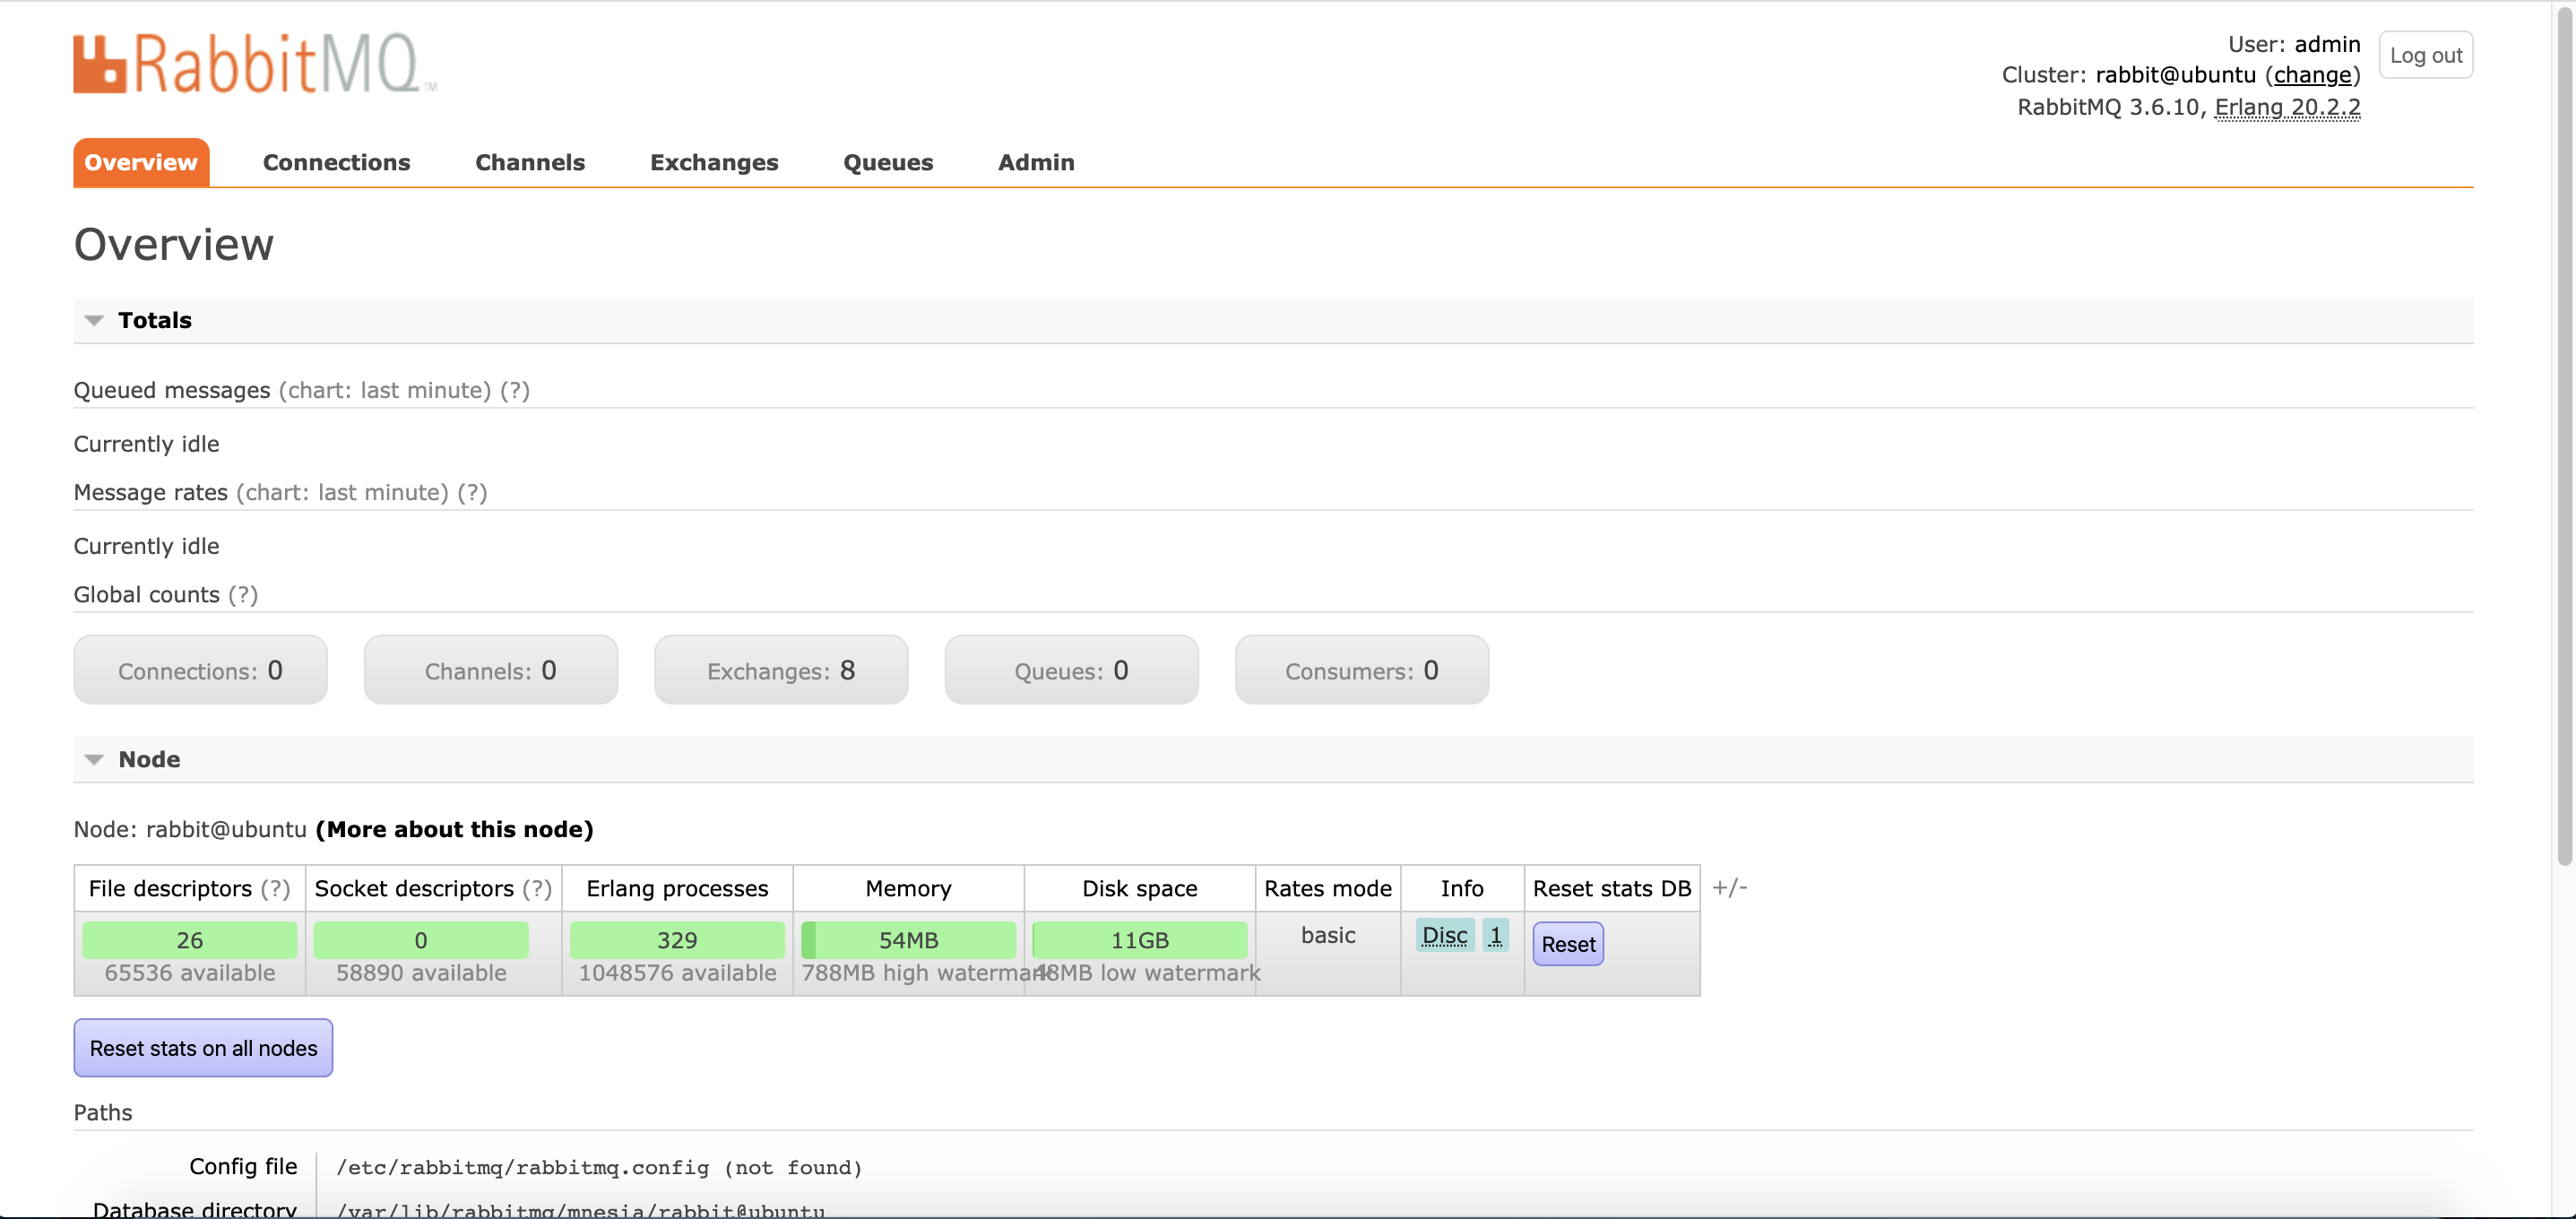 RabbitMQ™
User: admin
Log out
Cluster: rabbit@ubuntu (change)
RabbitMQ 3.6.10, Erlang 20.2.2
Overview Connections Channels Exchanges Queues Admin
Overview
Totals
Queued messages (chart: last minute) (?)
Currently idle
Message rates (chart: last minute) (?)
Currently idle
Global counts (?)
Connections: 0 Channels: 0 Exchanges: 8 Queues: 0 Consumers: 0
Node
Node: rabbit@ubuntu (More about this node)
File descriptors (?) Socket descriptors (?) Erlang processes Memory Disk space Rates mode Info Reset stats DB +/-
26 0 329 54MB 11GB basic Disc 1 Reset
65536 available 58890 available 1048576 available 788MB high watermark 48MB low watermark
Reset stats on all nodes
Paths
Config file /etc/rabbitmq/rabbitmq.config (not found)
Database directory /var/lib/rabbitmq/mnesia/rabbit@ubuntu